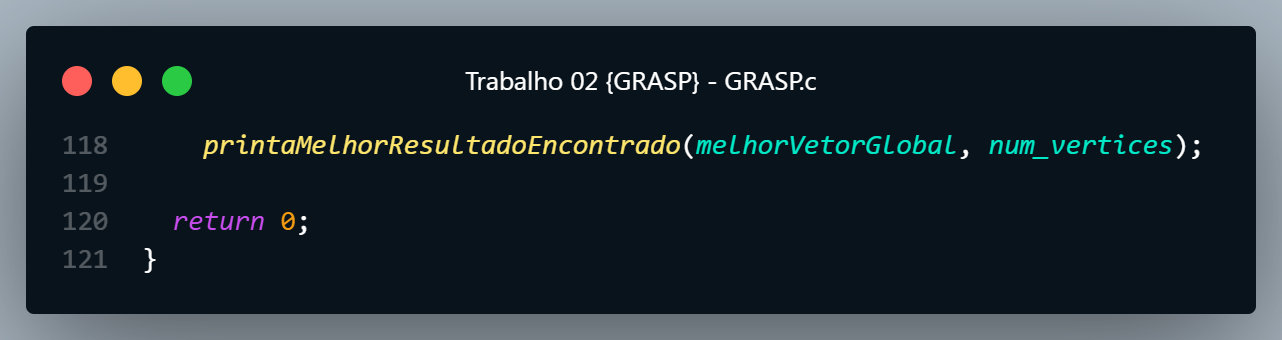 Trabalho 02 {GRASP} - GRASP.c
118 printaMelhorResultadoEncontrado(melhorVetorGlobal, num_vertices);
119
120 return 0;
121 }